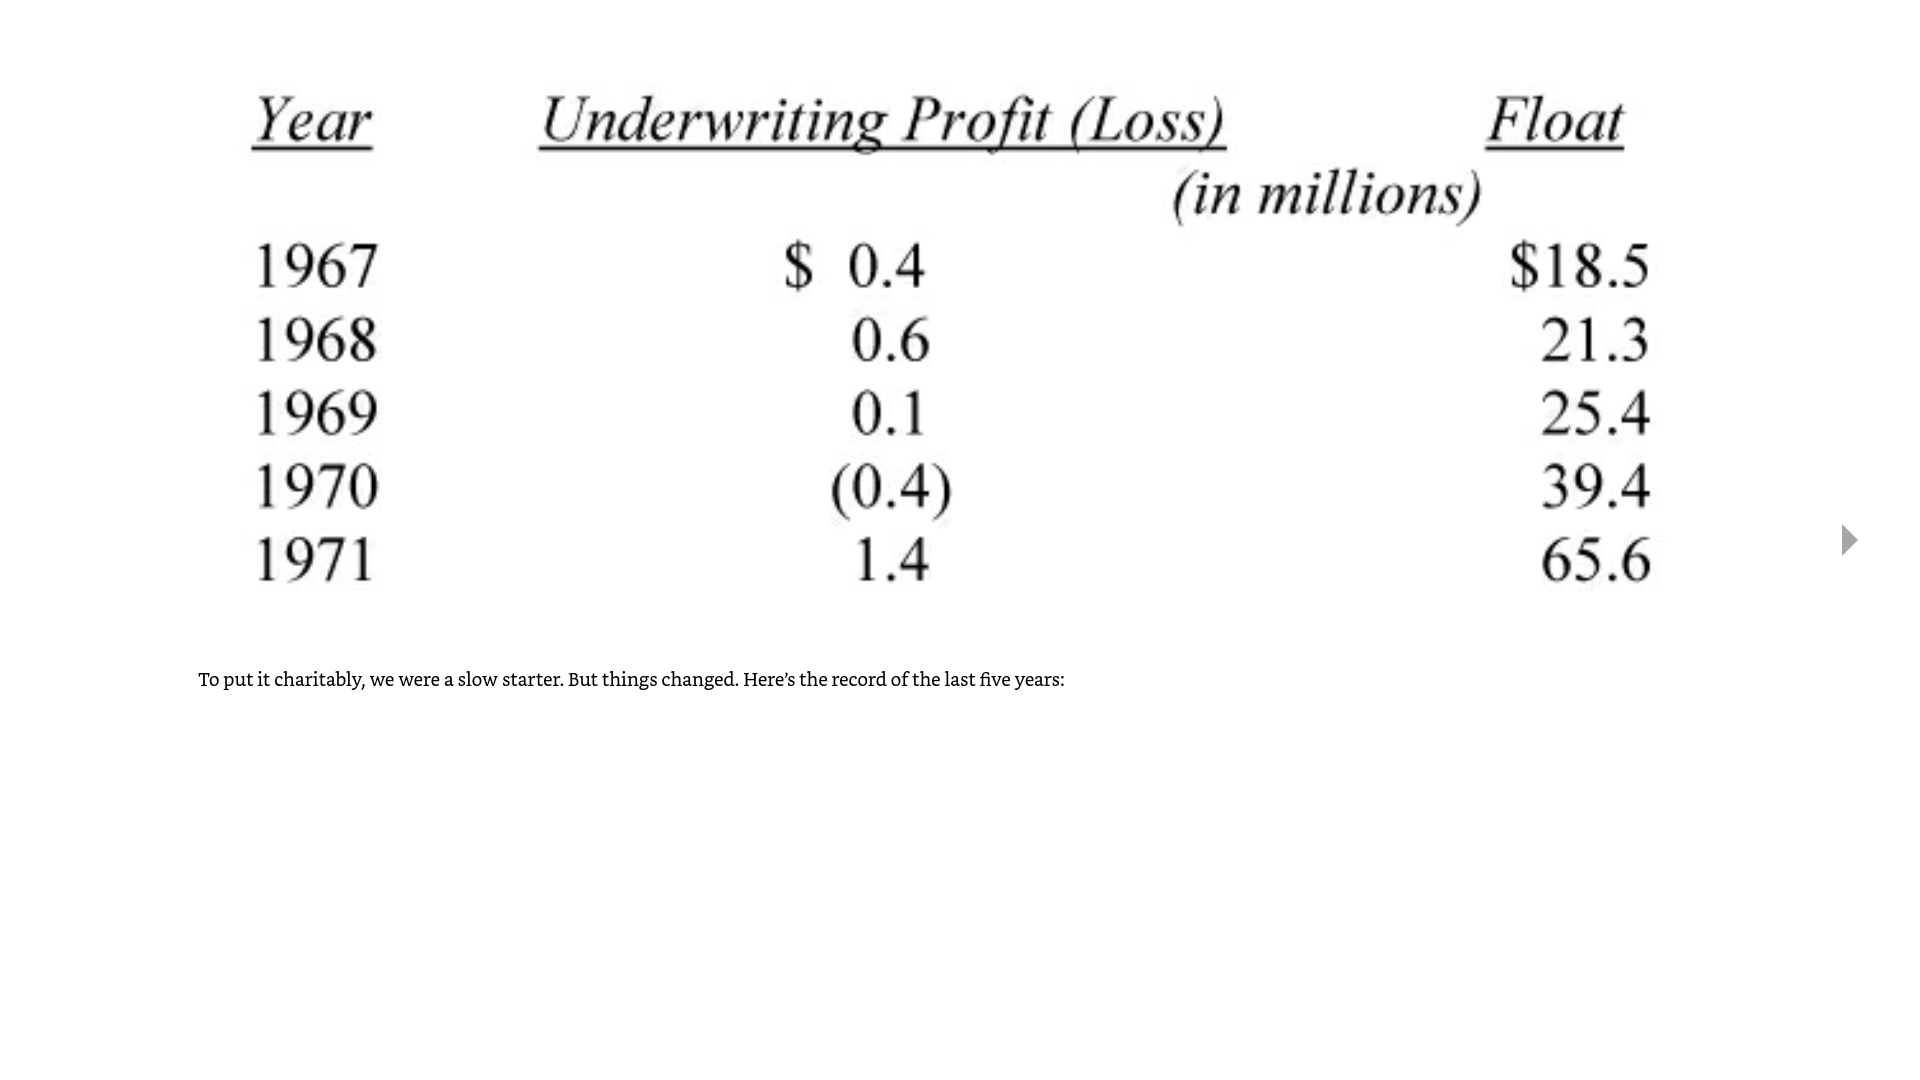 Year Underwriting Profit (Loss) Float
(in millions)
1967 $ 0.4 $18.5
1968 0.6 21.3
1969 0.1 25.4
1970 (0.4) 39.4
1971 1.4 65.6
To put it charitably, we were a slow starter. But things changed. Here’s the record of the last five years: